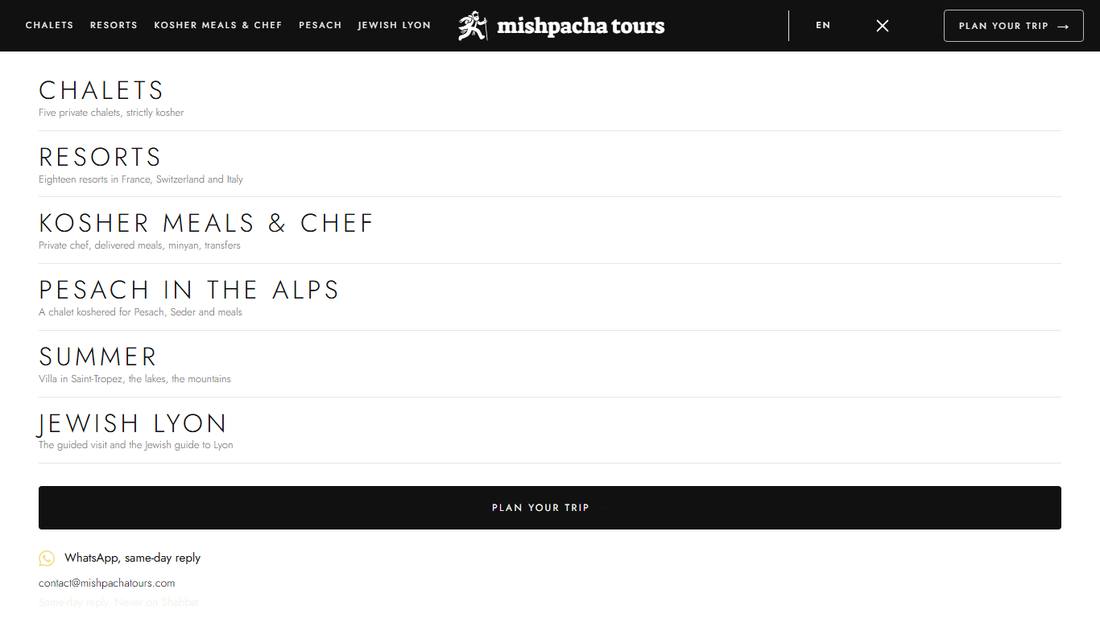 CHALETS RESORTS KOSHER MEALS & CHEF PESACH JEWISH LYON mishpacha tours EN PLAN YOUR TRIP →
CHALETS
Five private chalets, strictly kosher
RESORTS
Eighteen resorts in France, Switzerland and Italy
KOSHER MEALS & CHEF
Private chef, delivered meals, minyan, transfers
PESACH IN THE ALPS
A chalet koshered for Pesach, Seder and meals
SUMMER
Villa in Saint-Tropez, the lakes, the mountains
JEWISH LYON
The guided visit and the Jewish guide to Lyon
PLAN YOUR TRIP
WhatsApp, same-day reply
contact@mishpachatours.com
Same-day reply. Never on Shabbat.